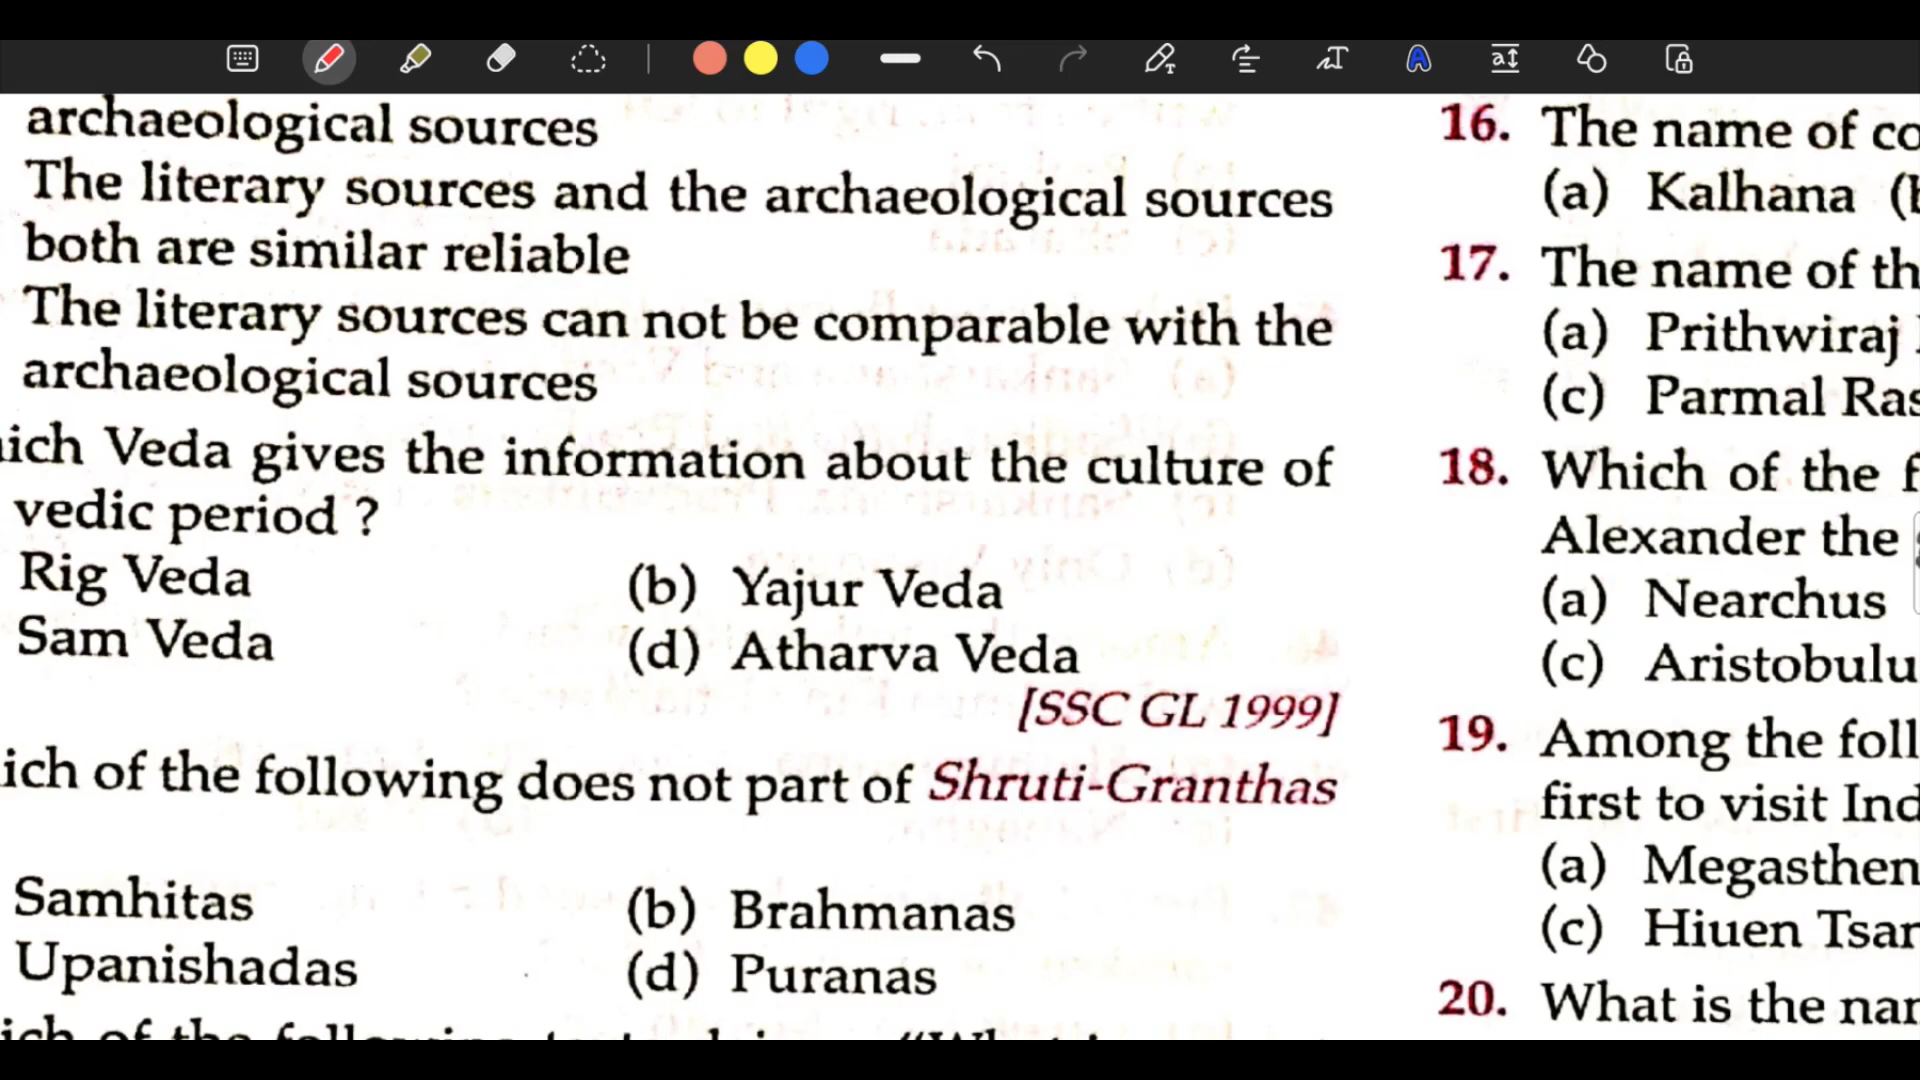 archaeological sources
The literary sources and the archaeological sources
both are similar reliable
The literary sources can not be comparable with the
archaeological sources
ich Veda gives the information about the culture of
vedic period ?
Rig Veda
(b) Yajur Veda
Sam Veda
(d) Atharva Veda
[SSC GL 1999]
ich of the following does not part of Shruti-Granthas
Samhitas
(b) Brahmanas
Upanishadas
(d) Puranas
16. The name of co
(a) Kalhana (b
17. The name of th
(a) Prithwiraj
(c) Parmal Ras
18. Which of the f
Alexander the
(a) Nearchus
(c) Aristobulu
19. Among the foll
first to visit Ind
(a) Megasthen
(c) Hiuen Tsan
20. What is the nam